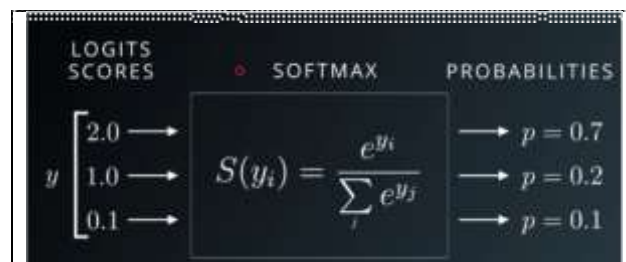 LOGITS
SCORES
SOFTMAX
PROBABILITIES
y
2.0
1.0
0.1
S(y_i) = e^{y_i} / \sum_j e^{y_j}
p = 0.7
p = 0.2
p = 0.1